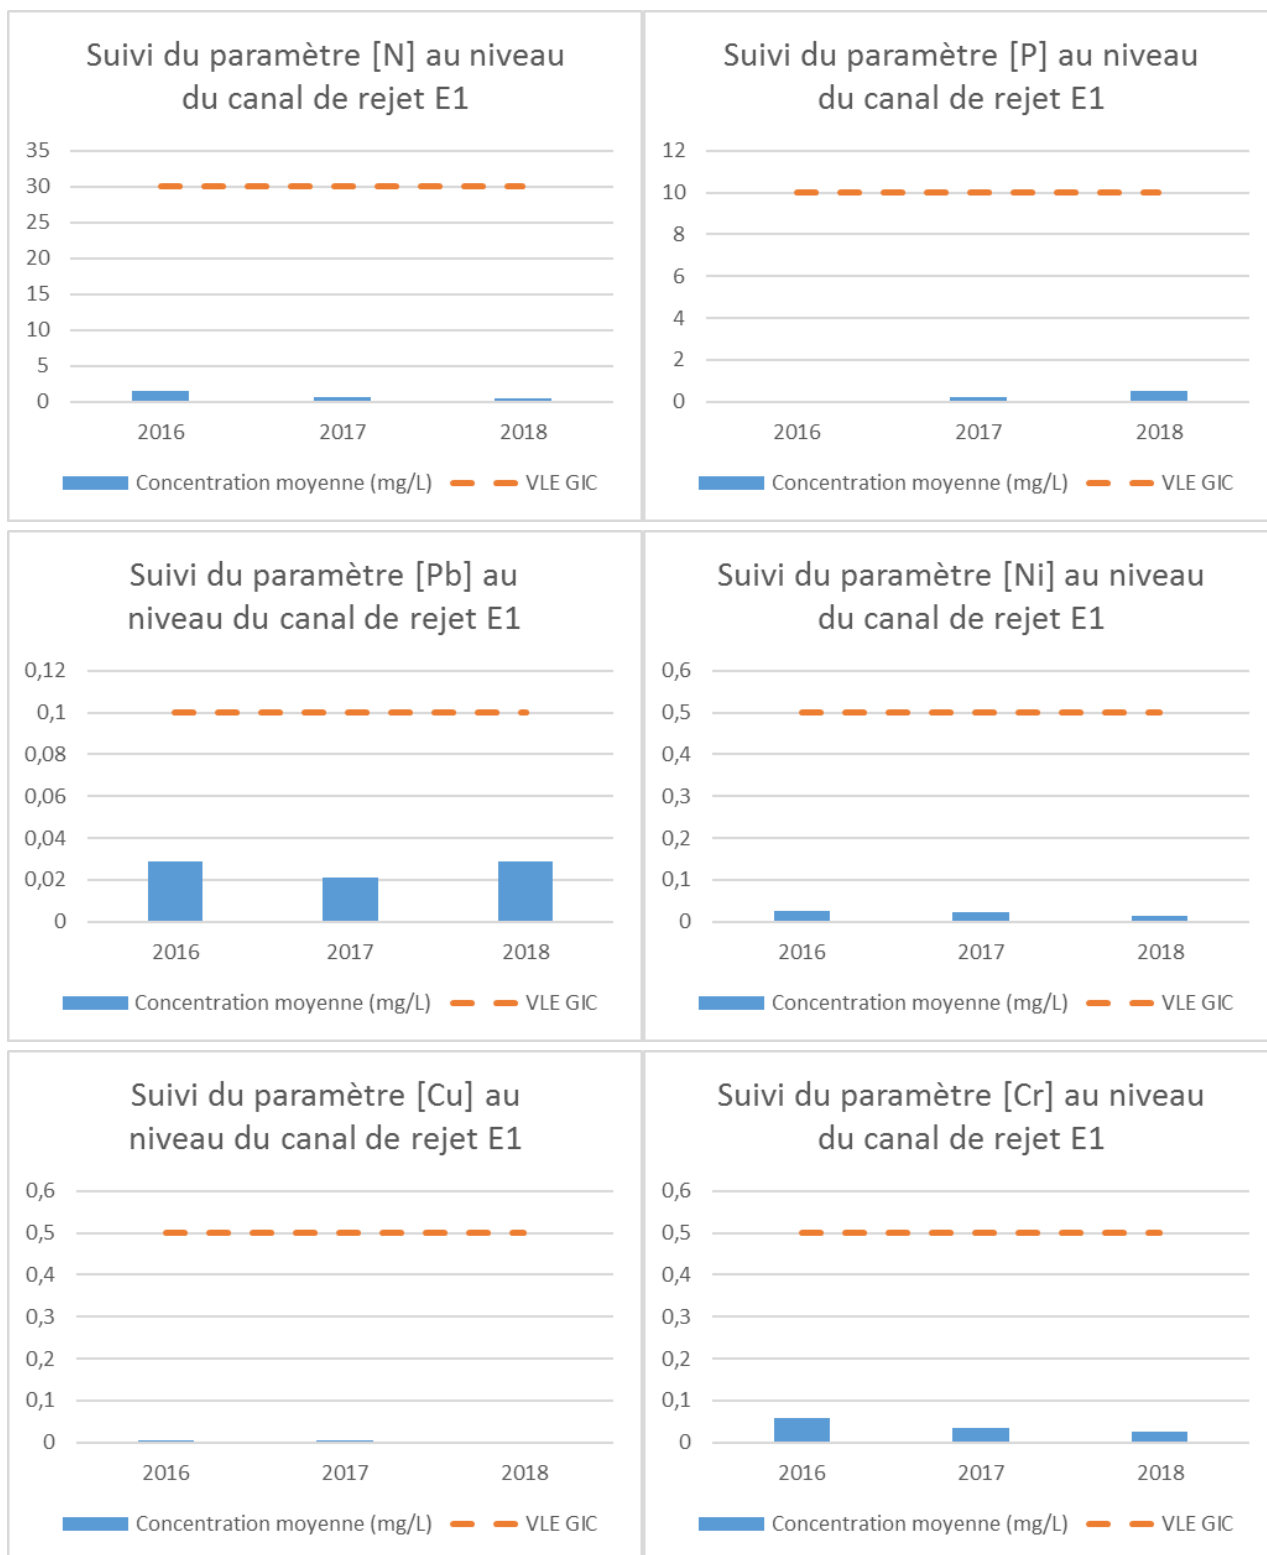 Suivi du paramètre [N] au niveau
du canal de rejet E1
35
30
25
20
15
10
5
0
2016 2017 2018
Concentration moyenne (mg/L) VLE GIC
Suivi du paramètre [P] au niveau
du canal de rejet E1
12
10
8
6
4
2
0
2016 2017 2018
Concentration moyenne (mg/L) VLE GIC
Suivi du paramètre [Pb] au
niveau du canal de rejet E1
0,12
0,1
0,08
0,06
0,04
0,02
0
2016 2017 2018
Concentration moyenne (mg/L) VLE GIC
Suivi du paramètre [Ni] au niveau
du canal de rejet E1
0,6
0,5
0,4
0,3
0,2
0,1
0
2016 2017 2018
Concentration moyenne (mg/L) VLE GIC
Suivi du paramètre [Cu] au
niveau du canal de rejet E1
0,6
0,5
0,4
0,3
0,2
0,1
0
2016 2017 2018
Concentration moyenne (mg/L) VLE GIC
Suivi du paramètre [Cr] au niveau
du canal de rejet E1
0,6
0,5
0,4
0,3
0,2
0,1
0
2016 2017 2018
Concentration moyenne (mg/L) VLE GIC